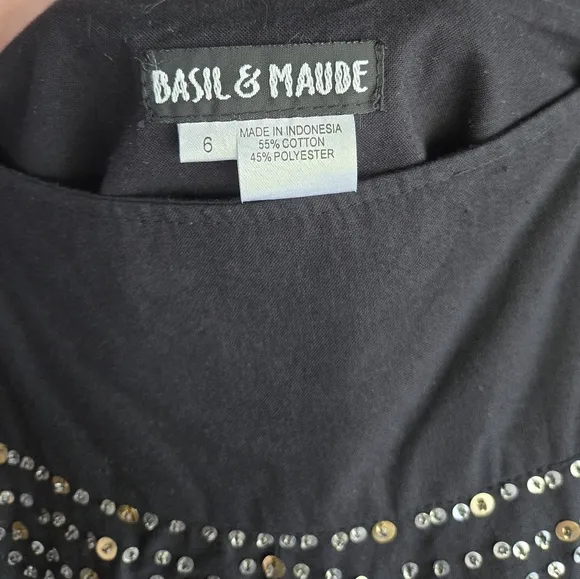 BASIL & MAUDE
6
MADE IN INDONESIA
55% COTTON
45% POLYESTER